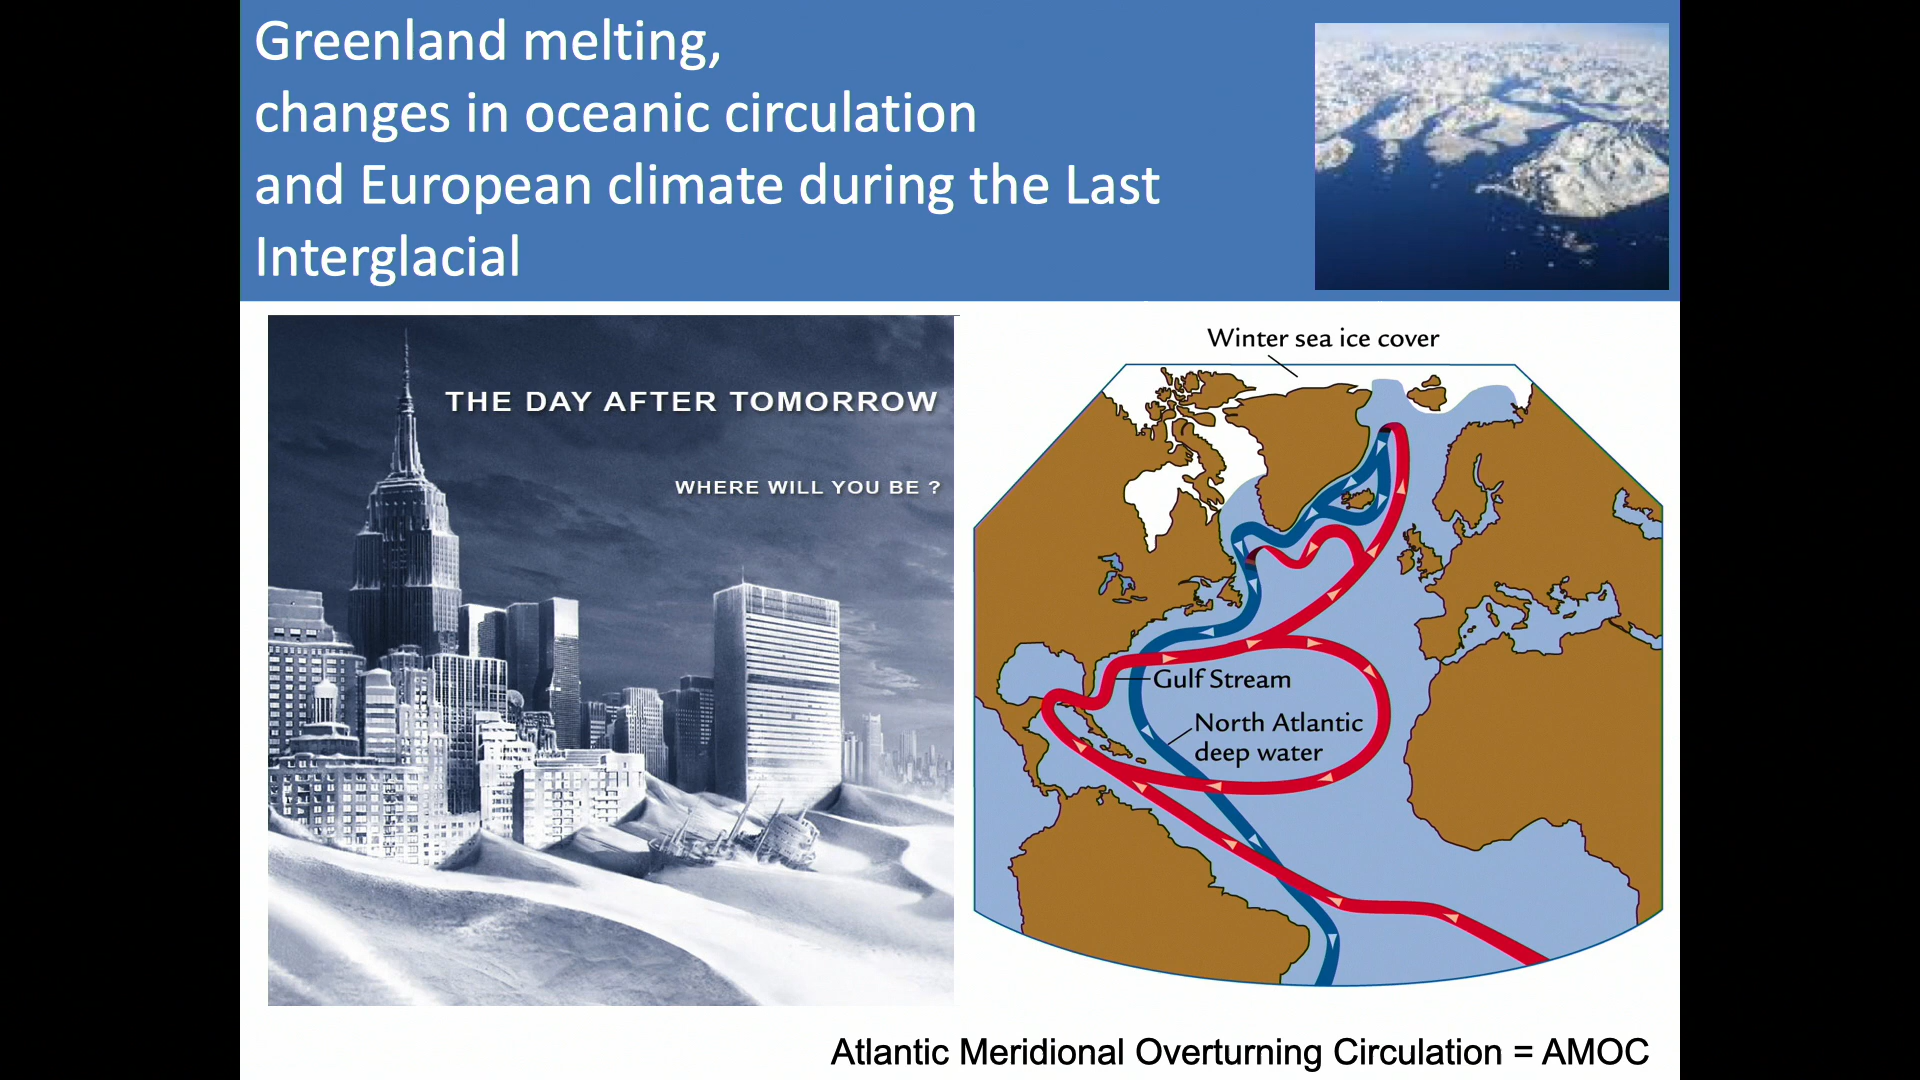 Greenland melting,
changes in oceanic circulation
and European climate during the Last
Interglacial
THE DAY AFTER TOMORROW
WHERE WILL YOU BE ?
Winter sea ice cover
Gulf Stream
North Atlantic
deep water
Atlantic Meridional Overturning Circulation = AMOC